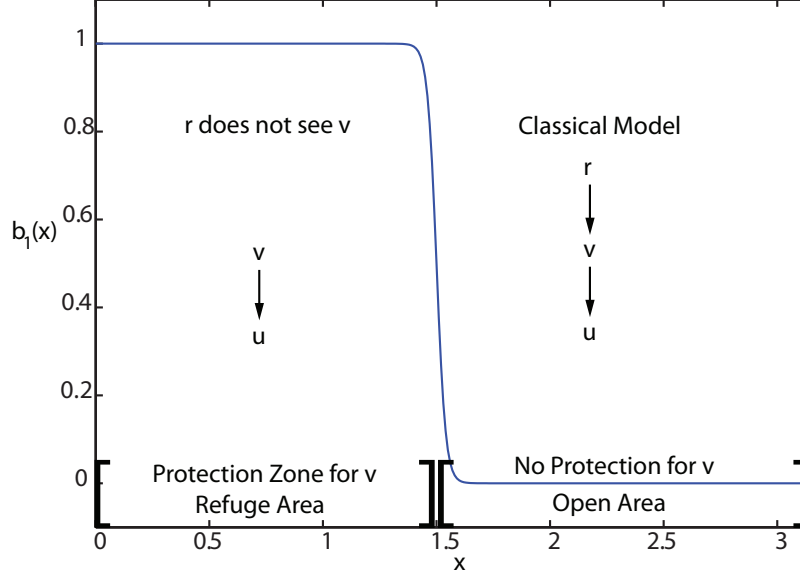 1
r does not see v
Classical Model
0.8
r
b1(x)
0.6
v
v
0.4
u
u
0.2
Protection Zone for v
Refuge Area
No Protection for v
Open Area
0
0
0.5
1
1.5
2
2.5
3
x